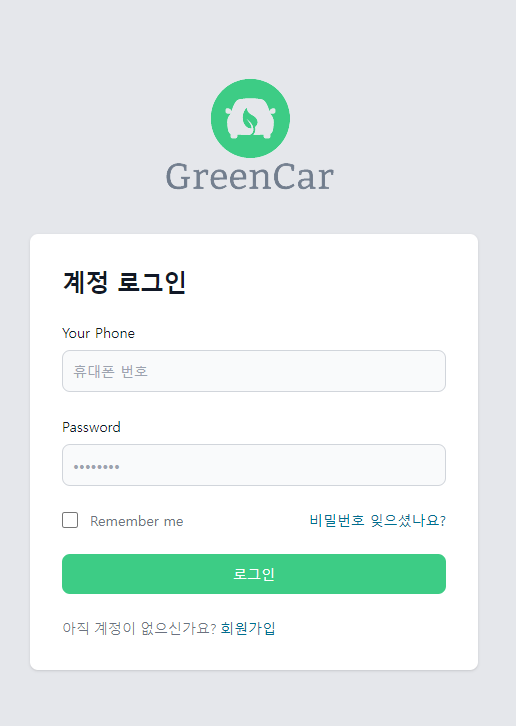 GreenCar
계정 로그인
Your Phone
휴대폰 번호
Password
••••••••
Remember me
비밀번호 잊으셨나요?
로그인
아직 계정이 없으신가요? 회원가입